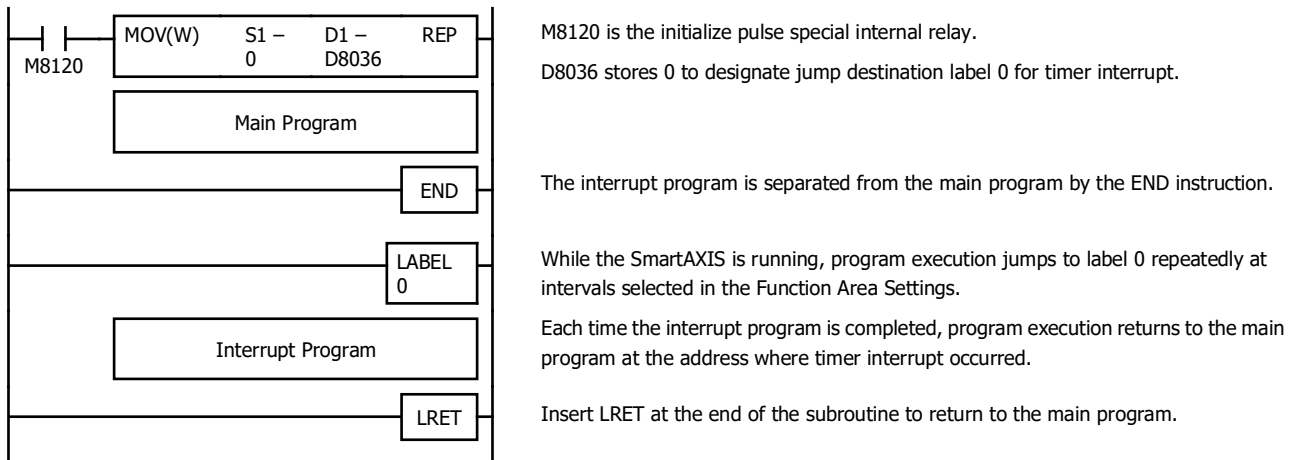 MOV(W) S1 – D1 – REP
0 D8036
M8120
M8120 is the initialize pulse special internal relay.
D8036 stores 0 to designate jump destination label 0 for timer interrupt.
Main Program
END
The interrupt program is separated from the main program by the END instruction.
LABEL
0
While the SmartAXIS is running, program execution jumps to label 0 repeatedly at
intervals selected in the Function Area Settings.
Interrupt Program
Each time the interrupt program is completed, program execution returns to the main
program at the address where timer interrupt occurred.
LRET
Insert LRET at the end of the subroutine to return to the main program.